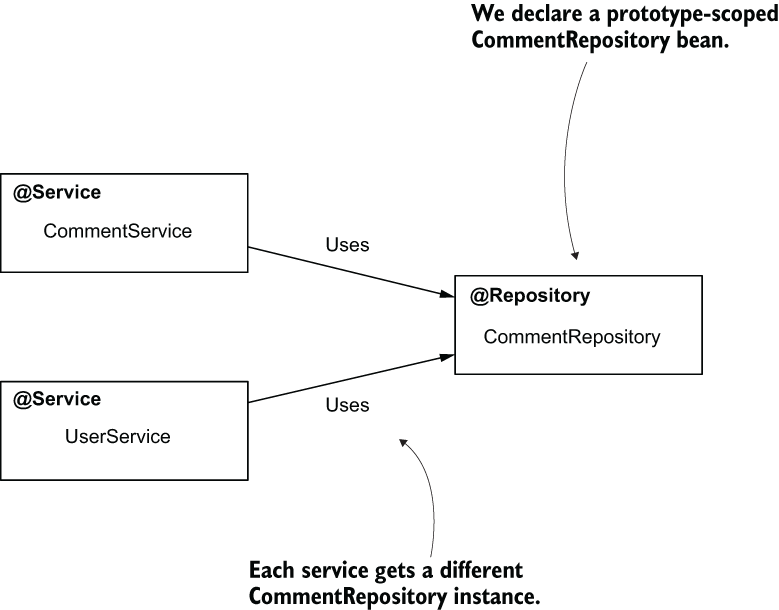 We declare a prototype-scoped
CommentRepository bean.
@Service
CommentService
Uses
@Repository
CommentRepository
@Service
UserService
Uses
Each service gets a different
CommentRepository instance.